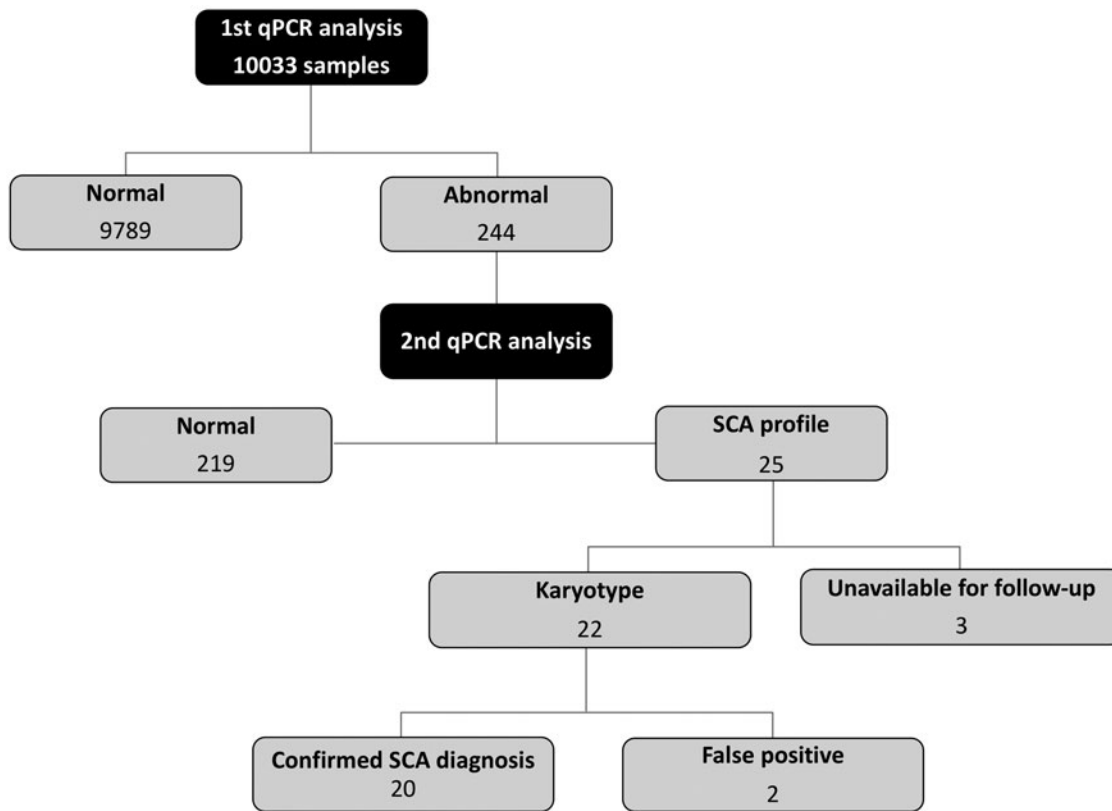 1st qPCR analysis
10033 samples
Normal
9789
Abnormal
244
2nd qPCR analysis
Normal
219
SCA profile
25
Karyotype
22
Unavailable for follow-up
3
Confirmed SCA diagnosis
20
False positive
2